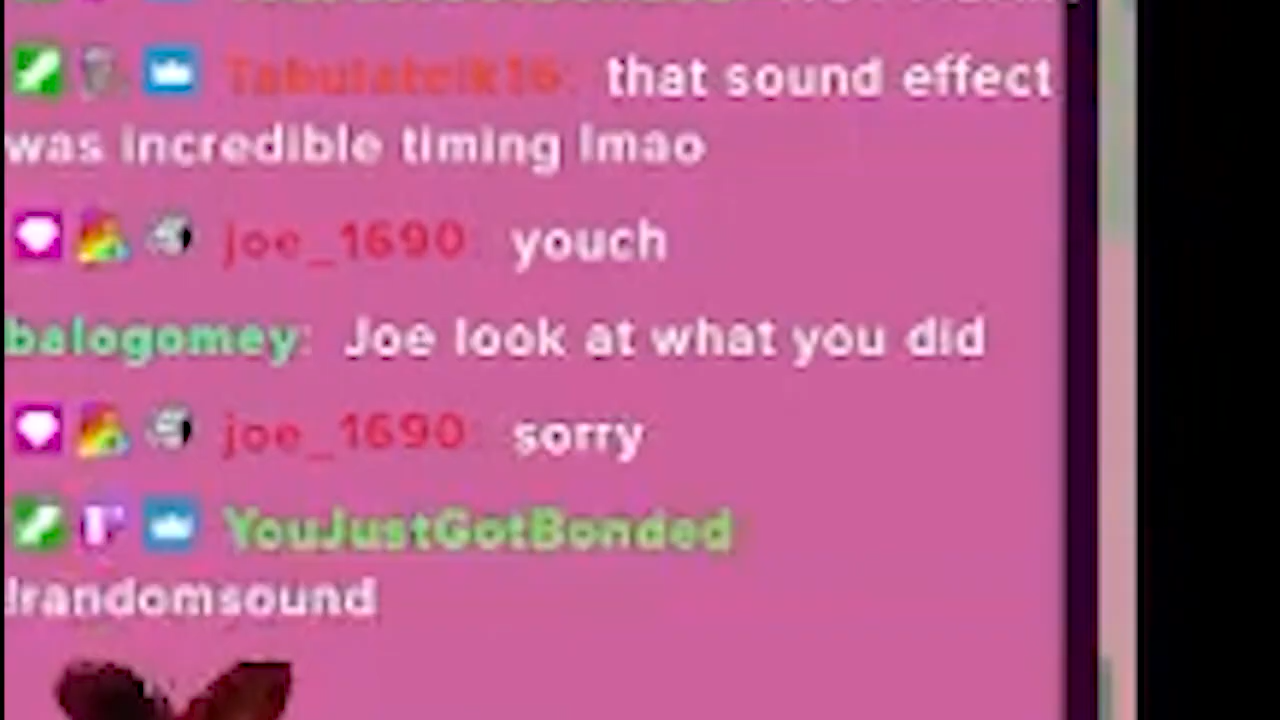 that sound effect
was incredible timing lmao
joe_1690: youch
balogomey: Joe look at what you did
joe_1690: sorry
YouJustGotBonded
!randomsound